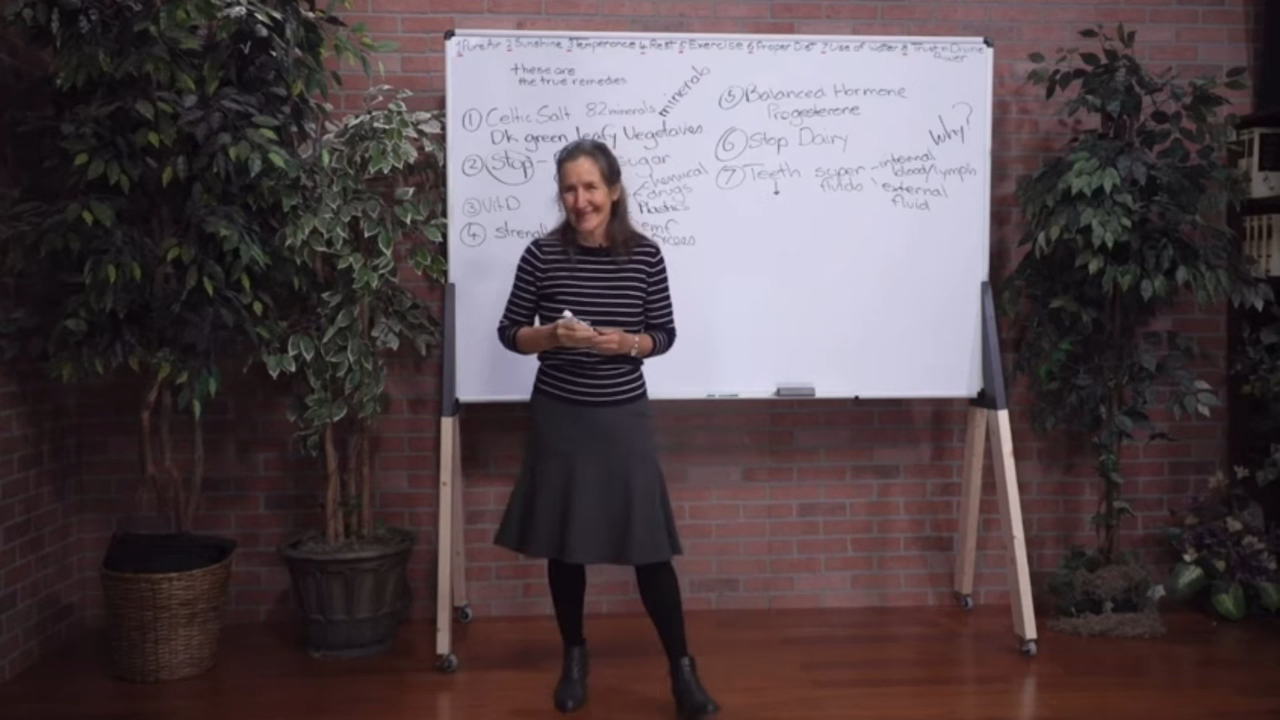 1 Pure Air 2 Sunshine 3 Temperance 4 Rest 5 Exercise 6 Proper Diet 7 Use of Water 8 Trust in Divine Power
these are
the true remedies
① Celtic Salt 82 minerals minerals
Dk green leafy Vegetavles
② Stop - sugar
chemical
drugs
③ Vit D Plastics
④ emf
⑤ Balanced Hormone
Progesterene
⑥ Stop Dairy
Why?
⑦ Teeth super - internal
fluids blood/lymph
external
fluid